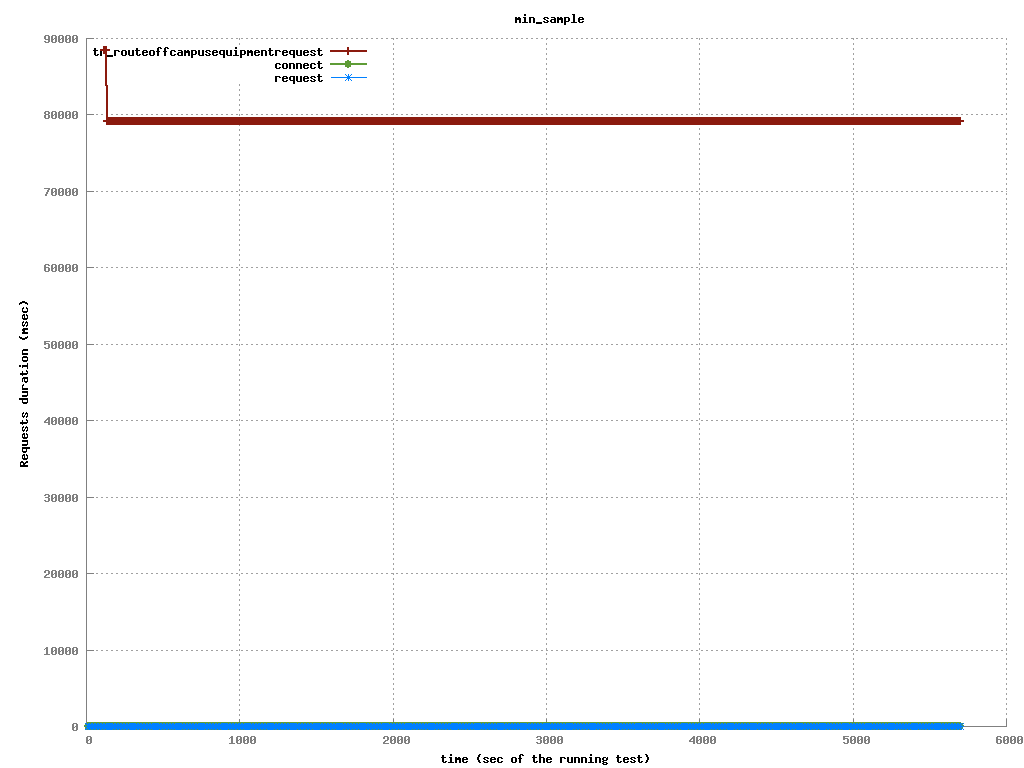 min_sample
90000
tr_routeoffcampusequipmentrequest
connect
request
80000
70000
60000
50000
40000
30000
20000
10000
0
Requests duration (msec)
0 1000 2000 3000 4000 5000 6000
time (sec of the running test)